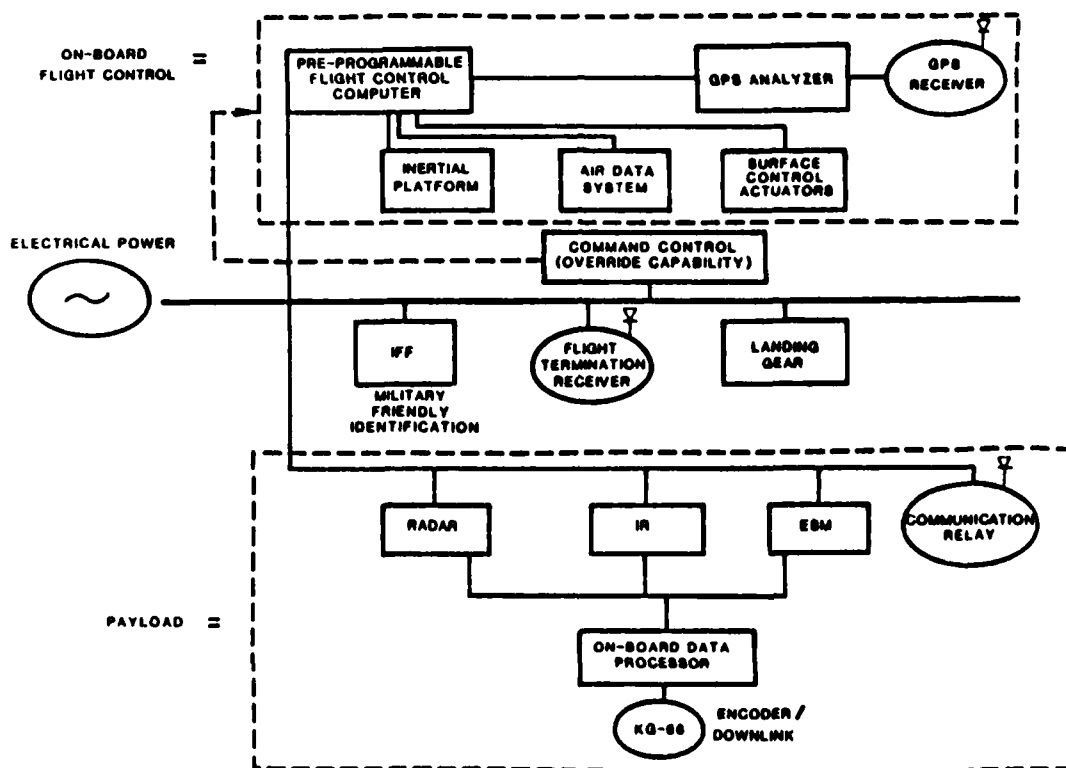 ON-BOARD
FLIGHT CONTROL
=
PRE-PROGRAMMABLE
FLIGHT CONTROL
COMPUTER
GPS ANALYZER
GPS
RECEIVER
INERTIAL
PLATFORM
AIR DATA
SYSTEM
SURFACE
CONTROL
ACTUATORS
ELECTRICAL POWER
COMMAND CONTROL
(OVERRIDE CAPABILITY)
IFF
MILITARY
FRIENDLY
IDENTIFICATION
FLIGHT
TERMINATION
RECEIVER
LANDING
GEAR
RADAR
IR
ESM
COMMUNICATION
RELAY
PAYLOAD =
ON-BOARD DATA
PROCESSOR
KG-66
ENCODER/
DOWNLINK